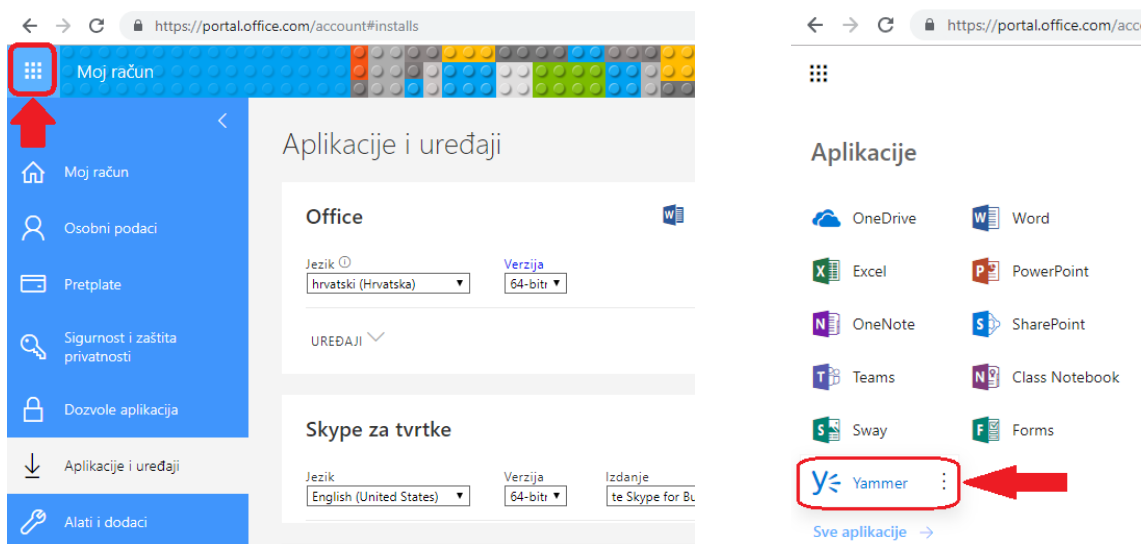 https://portal.office.com/account#installs
Moj račun
Moj račun
Osobni podaci
Pretplate
Sigurnost i zaštita
privatnosti
Dozvole aplikacija
Aplikacije i uređaji
Alati i dodaci
Aplikacije i uređaji
Office
Jezik
Verzija
hrvatski (Hrvatska)
64-bitı
UREĐAJI
Skype za tvrtke
Jezik
Verzija
Izdanje
English (United States)
64-bitı
te Skype for Bu
https://portal.office.com/acco
Aplikacije
OneDrive
Word
Excel
PowerPoint
OneNote
SharePoint
Teams
Class Notebook
Sway
Forms
Yammer
Sve aplikacije